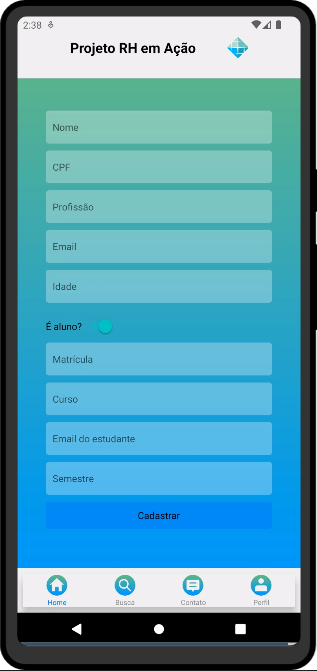 2:38
Projeto RH em Ação
Nome
CPF
Profissão
Email
Idade
É aluno?
Matrícula
Curso
Email do estudante
Semestre
Cadastrar
Home Busca Contato Perfil